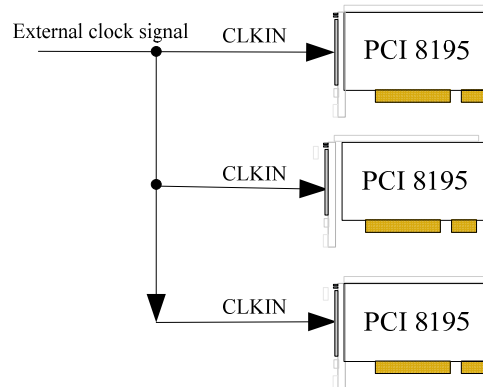 External clock signal
CLKIN
PCI 8195
CLKIN
PCI 8195
CLKIN
PCI 8195